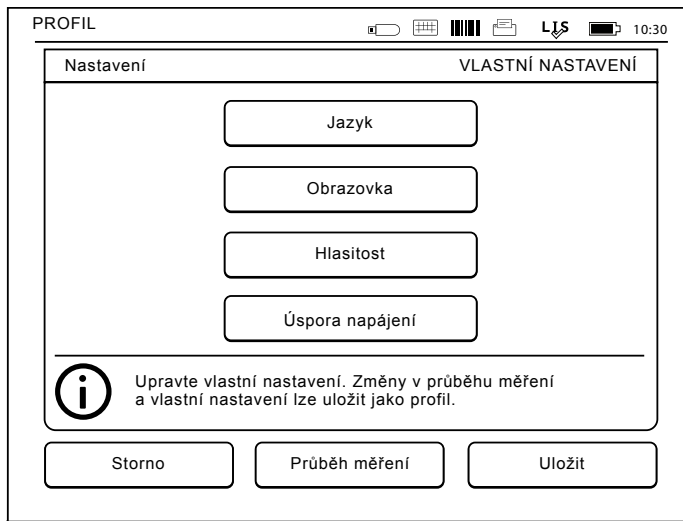 PROFIL
LIS 10:30
Nastavení VLASTNÍ NASTAVENÍ
Jazyk
Obrazovka
Hlasitost
Úspora napájení
Upravte vlastní nastavení. Změny v průběhu měření
a vlastní nastavení lze uložit jako profil.
Storno Průběh měření Uložit